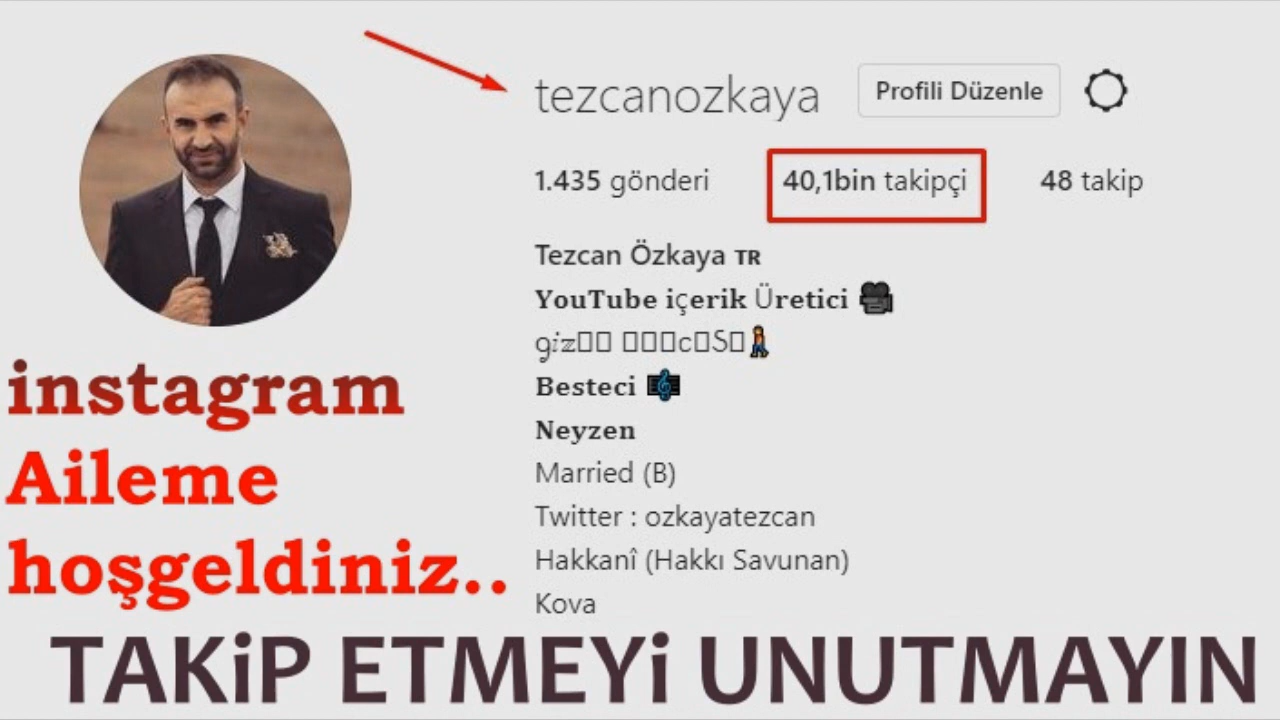 tezcanozkaya Profili Düzenle
1.435 gönderi 40,1bin takipçi 48 takip
Tezcan Özkaya TR
YouTube içerik Üretici
Besteci
Neyzen
Married (B)
Twitter : ozkayatezcan
Hakkanî (Hakkı Savunan)
Kova
instagram
Aileme
hoşgeldiniz..
TAKiP ETMEYi UNUTMAYIN